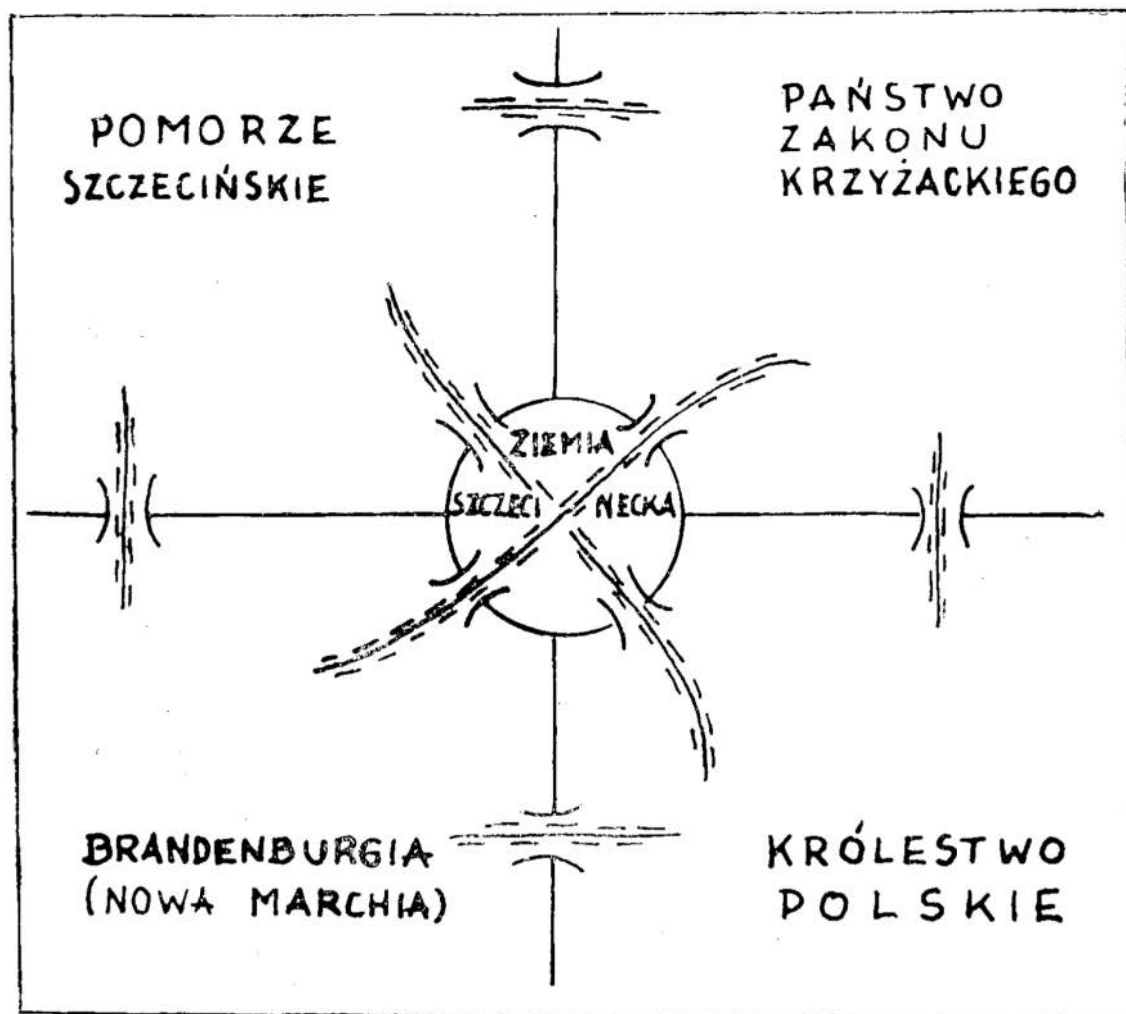 POMORZE
SZCZECIŃSKIE
PAŃSTWO
ZAKONU
KRZYŻACKIEGO
ZIEMIA
SZCZECI NECKA
BRANDENBURGIA
(NOWA MARCHIA)
KRÓLESTWO
POLSKIE